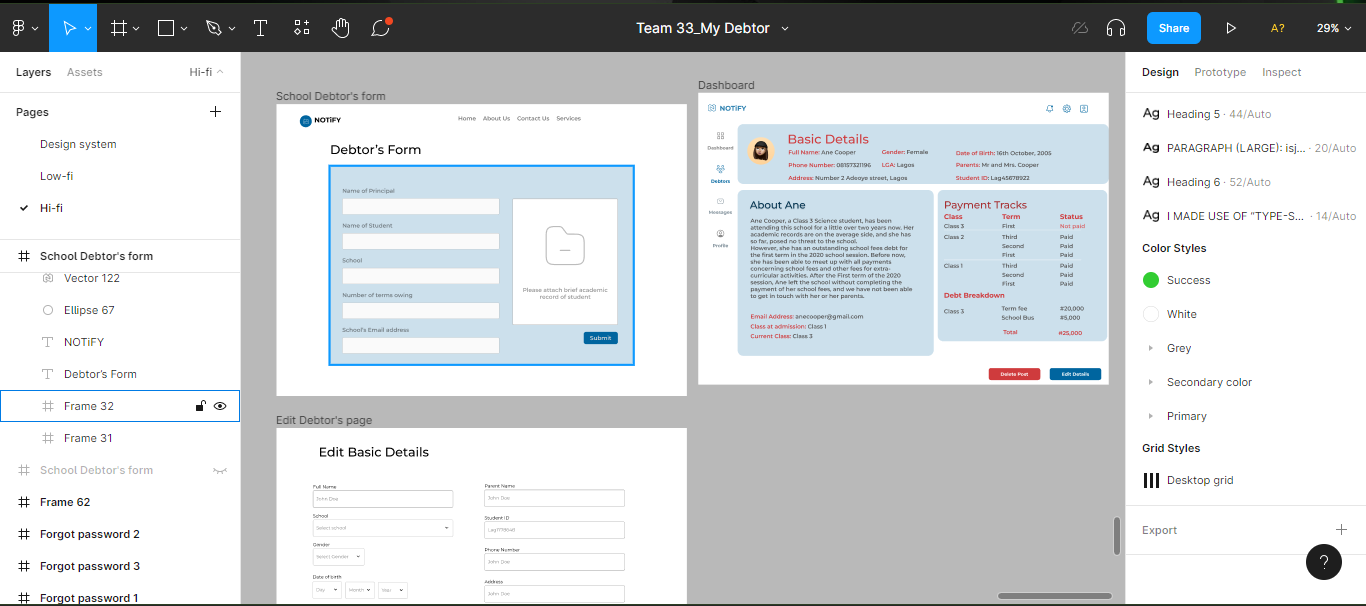 Team 33_My Debtor
Share
A?
29%
Layers
Assets
Hi-fi
Pages
Design system
Low-fi
Hi-fi
School Debtor's form
Vector 122
Ellipse 67
NOTiFY
Debtor's Form
Frame 32
Frame 31
School Debtor's form
Frame 62
Forgot password 2
Forgot password 3
Forgot password 1
School Debtor's form
NOTiFY
Home About Us Contact Us Services
Debtor's Form
Name of Principal
Name of Student
School
Number of terms owing
School's Email address
Please attach brief academic
record of student
Submit
Edit Debtor's page
Edit Basic Details
Full Name
John Doe
School
Select school
Gender
Select Gender
Date of birth
Day Month Year
Parent Name
John Doe
Student ID
Phone Number
John Doe
Address
John Doe
Dashboard
NOTiFY
Dashboard
Debtors
Messages
Profile
Basic Details
Full Name: Ane Cooper Gender: Female Date of Birth: 16th October, 2005
Phone Number: 08157321196 LGA: Lagos Parents: Mr and Mrs. Cooper
Address: Number 2 Adeoye street, Lagos Student ID: Lag45678922
About Ane
Ane Cooper, a Class 3 Science student, has been
attending this school for a little over two years now. Her
academic records are on the average side, and she has
so far, posed no threat to the school.
However, she has an outstanding school fees debt for
the first term in the 2020 school session. Before now,
she has been able to meet up with all payments
concerning school fees and other fees for extra-
curricular activities. After the First term of the 2020
session, Ane left the school without completing the
payment of her school fees, and we have not been able
to get in touch with her or her parents.
Email Address: anecooper@gmail.com
Class at admission: Class 1
Current Class: Class 3
Payment Tracks
Class Term Status
Class 3 First Not paid
Class 2 Third Paid
Second Paid
First Paid
Class 1 Third Paid
Second Paid
First Paid
Debt Breakdown
Class 3 Term fee ₦20,000
School Bus ₦5,000
Total ₦25,000
Delete Post
Edit Details
Design
Prototype
Inspect
Ag Heading 5 · 44/Auto
Ag PARAGRAPH (LARGE): isj... · 20/Auto
Ag Heading 6 · 52/Auto
Ag I MADE USE OF "TYPE-S... · 14/Auto
Color Styles
Success
White
Grey
Secondary color
Primary
Grid Styles
Desktop grid
Export
?